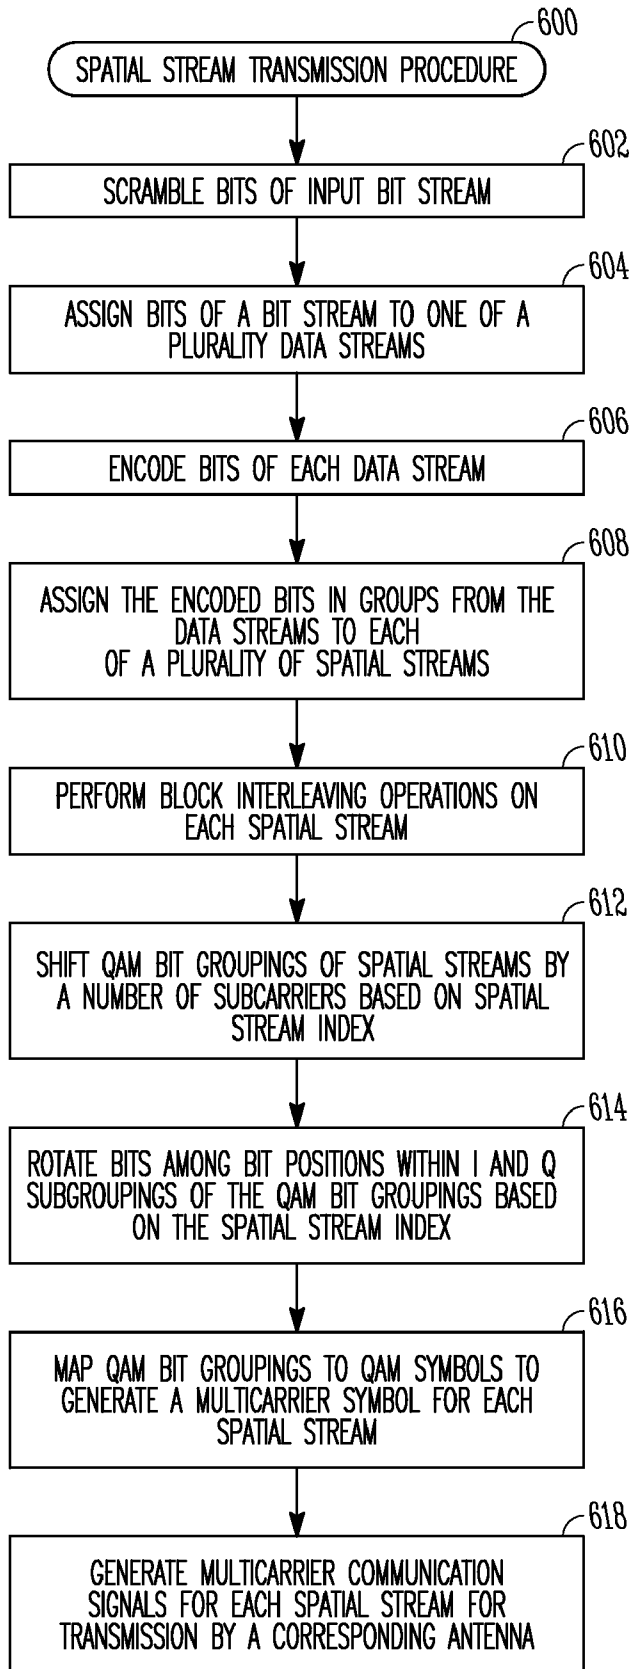 600
SPATIAL STREAM TRANSMISSION PROCEDURE
602
SCRAMBLE BITS OF INPUT BIT STREAM
604
ASSIGN BITS OF A BIT STREAM TO ONE OF A
PLURALITY DATA STREAMS
606
ENCODE BITS OF EACH DATA STREAM
608
ASSIGN THE ENCODED BITS IN GROUPS FROM THE
DATA STREAMS TO EACH
OF A PLURALITY OF SPATIAL STREAMS
610
PERFORM BLOCK INTERLEAVING OPERATIONS ON
EACH SPATIAL STREAM
612
SHIFT QAM BIT GROUPINGS OF SPATIAL STREAMS BY
A NUMBER OF SUBCARRIERS BASED ON SPATIAL
STREAM INDEX
614
ROTATE BITS AMONG BIT POSITIONS WITHIN I AND Q
SUBGROUPINGS OF THE QAM BIT GROUPINGS BASED
ON THE SPATIAL STREAM INDEX
616
MAP QAM BIT GROUPINGS TO QAM SYMBOLS TO
GENERATE A MULTICARRIER SYMBOL FOR EACH
SPATIAL STREAM
618
GENERATE MULTICARRIER COMMUNICATION
SIGNALS FOR EACH SPATIAL STREAM FOR
TRANSMISSION BY A CORRESPONDING ANTENNA